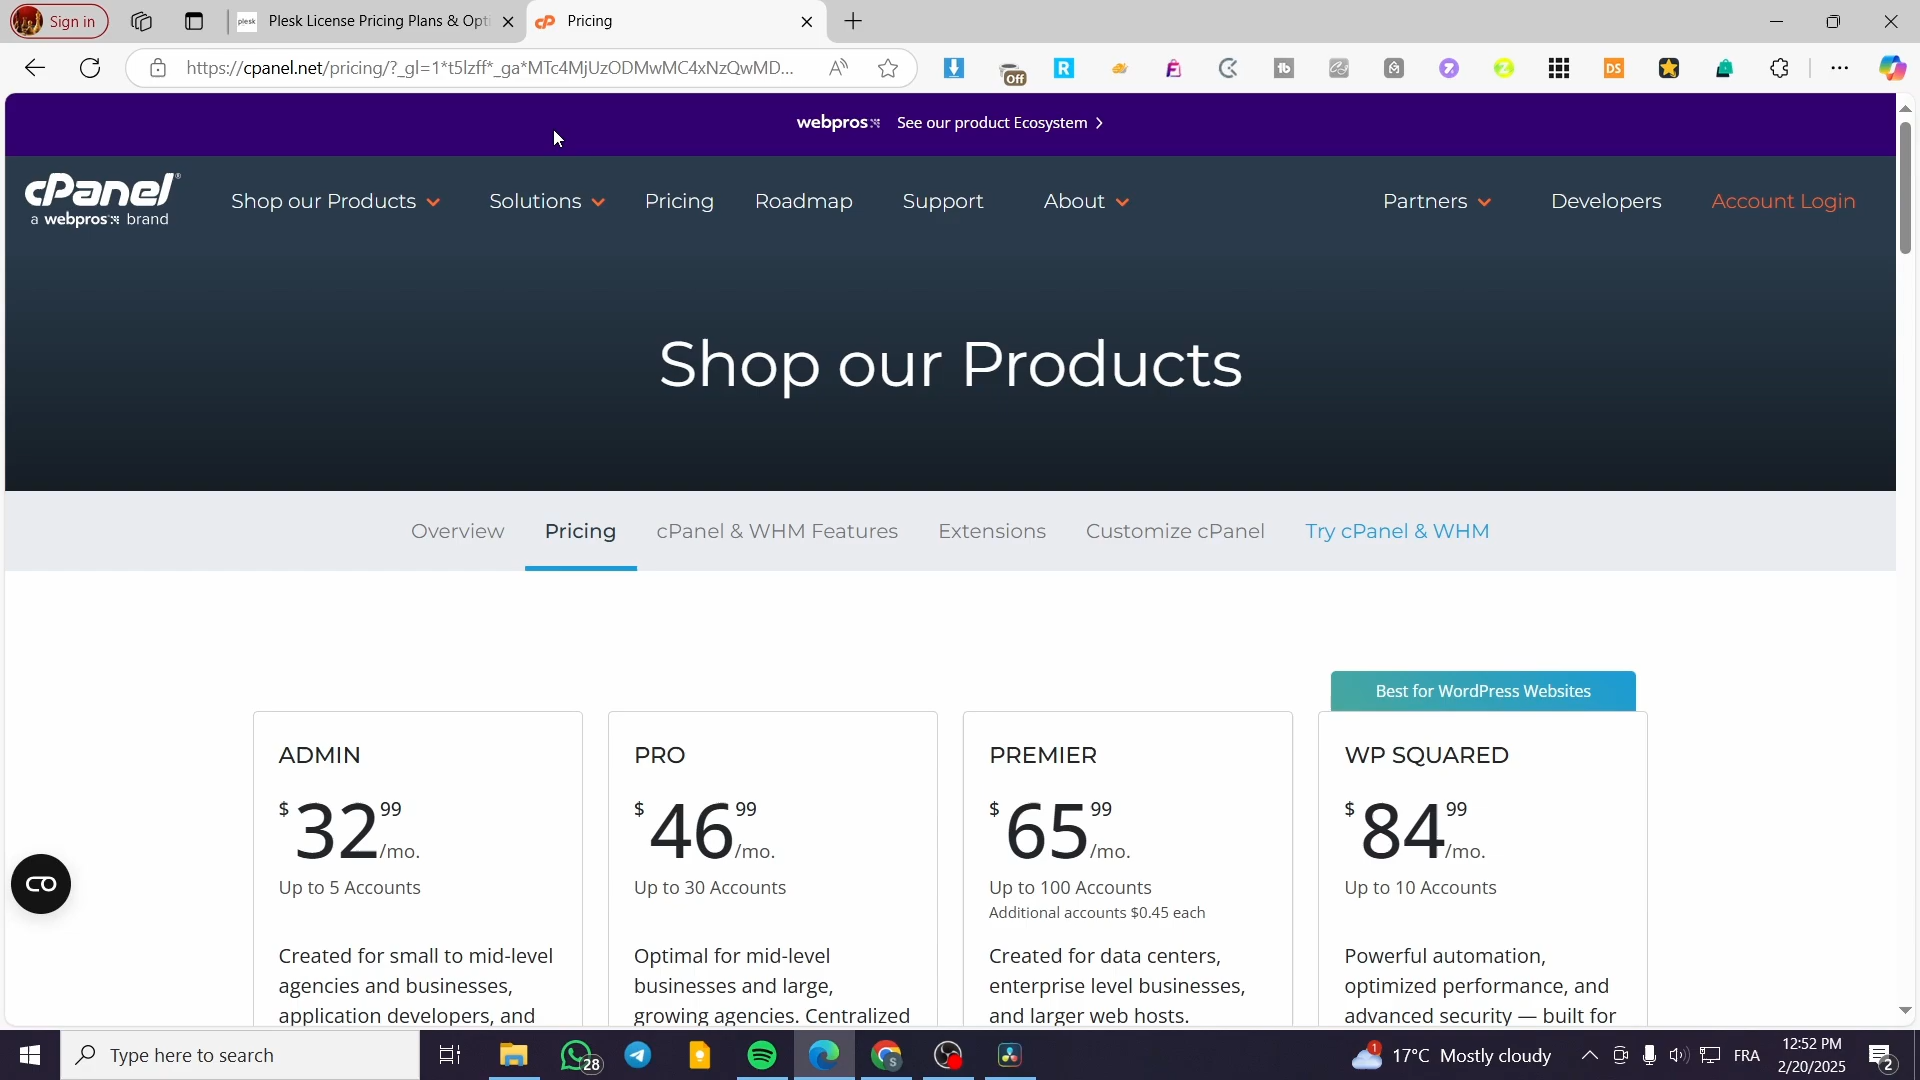 Sign in
plesk
Plesk License Pricing Plans & Opti
Pricing
https://cpanel.net/pricing/?_gl=1*t5lzff*_ga*MTc4MjUzODMwMC4xNzQwMD...
Off
R
tb
DS
webpros
See our product Ecosystem >
cPanel®
a webpros brand
Shop our Products
Solutions
Pricing
Roadmap
Support
About
Partners
Developers
Account Login
Shop our Products
Overview
Pricing
cPanel & WHM Features
Extensions
Customize cPanel
Try cPanel & WHM
Best for WordPress Websites
ADMIN
$32.99/mo.
Up to 5 Accounts
Created for small to mid-level
agencies and businesses,
application developers, and
PRO
$46.99/mo.
Up to 30 Accounts
Optimal for mid-level
businesses and large,
growing agencies. Centralized
PREMIER
$65.99/mo.
Up to 100 Accounts
Additional accounts $0.45 each
Created for data centers,
enterprise level businesses,
and larger web hosts.
WP SQUARED
$84.99/mo.
Up to 10 Accounts
Powerful automation,
optimized performance, and
advanced security — built for
Type here to search
28
S
1
17°C Mostly cloudy
FRA
12:52 PM
2/20/2025
2